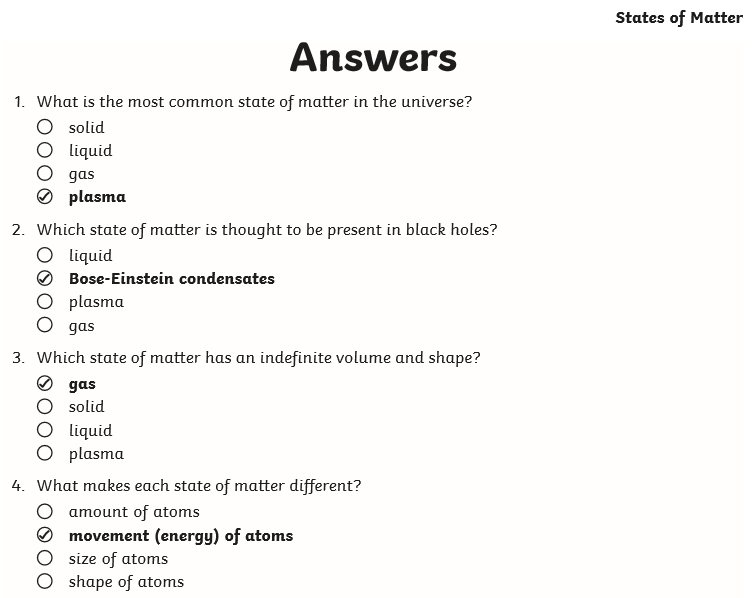 States of Matter
Answers
1. What is the most common state of matter in the universe?
solid
liquid
gas
plasma
2. Which state of matter is thought to be present in black holes?
liquid
Bose-Einstein condensates
plasma
gas
3. Which state of matter has an indefinite volume and shape?
gas
solid
liquid
plasma
4. What makes each state of matter different?
amount of atoms
movement (energy) of atoms
size of atoms
shape of atoms